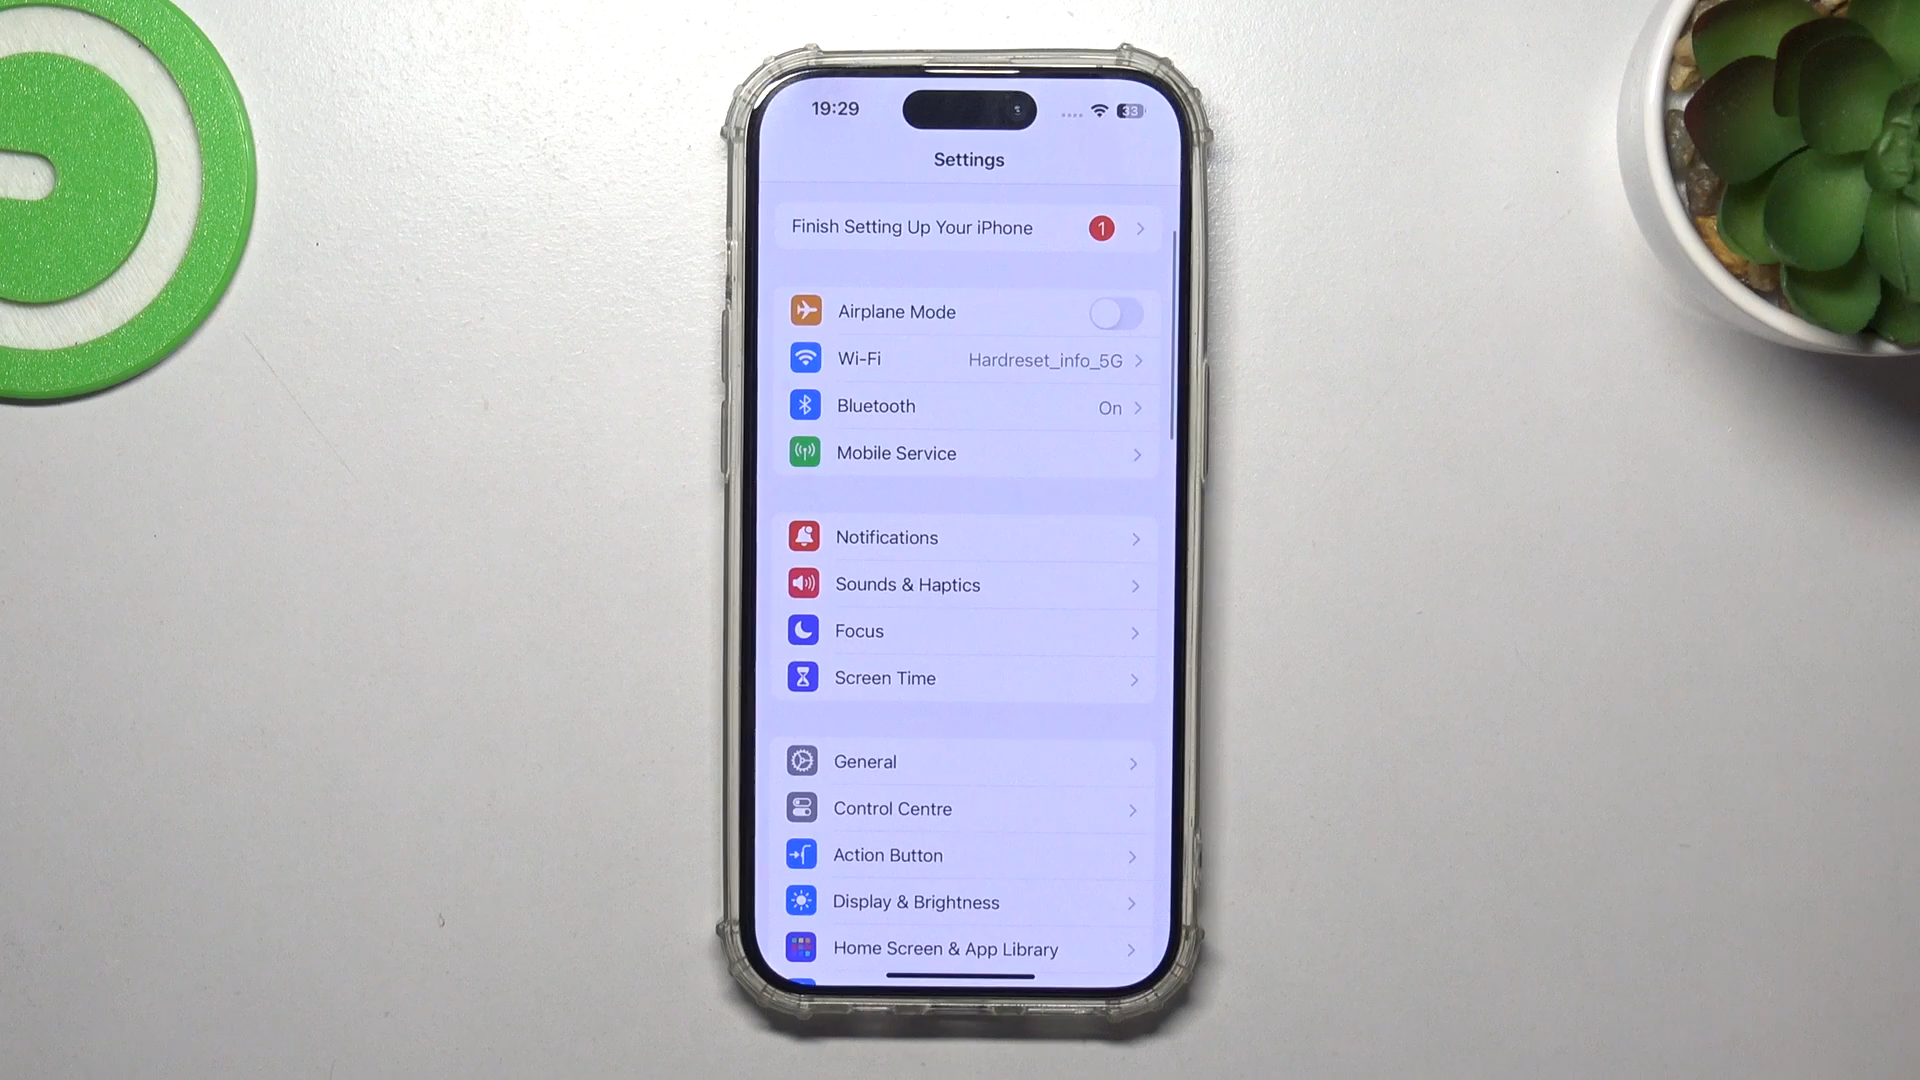 19:29
33
Settings
Finish Setting Up Your iPhone 1
Airplane Mode
Wi-Fi Hardreset_info_5G
Bluetooth On
Mobile Service
Notifications
Sounds & Haptics
Focus
Screen Time
General
Control Centre
Action Button
Display & Brightness
Home Screen & App Library